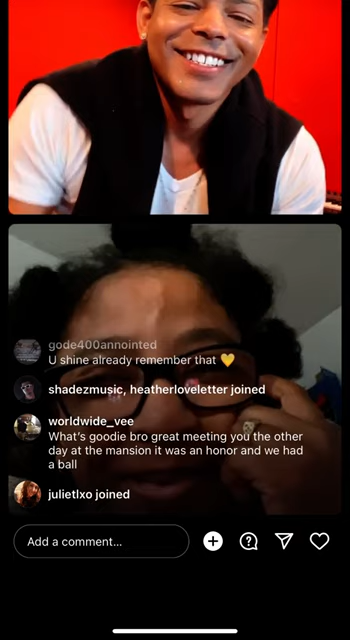 gode400annointed
U shine already remember that 💛
shadezmusic, heatherloveletter joined
worldwide_vee
What's goodie bro great meeting you the other
day at the mansion it was an honor and we had
a ball
julietlxo joined
Add a comment...